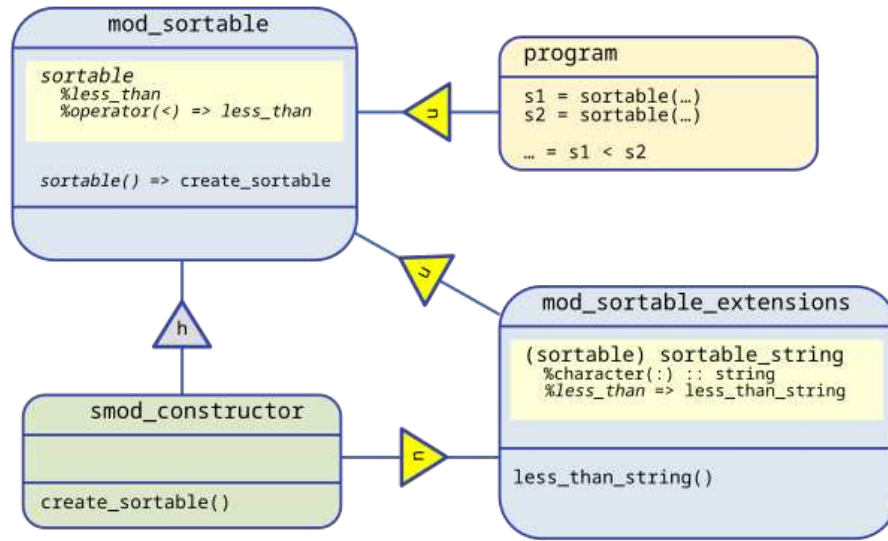 mod_sortable
sortable
%less_than
%operator(<) => less_than
sortable() => create_sortable
program
s1 = sortable(…)
s2 = sortable(…)
… = s1 < s2
u
u
h
mod_sortable_extensions
(sortable) sortable_string
%character(:) :: string
%less_than => less_than_string
less_than_string()
smod_constructor
create_sortable()
u